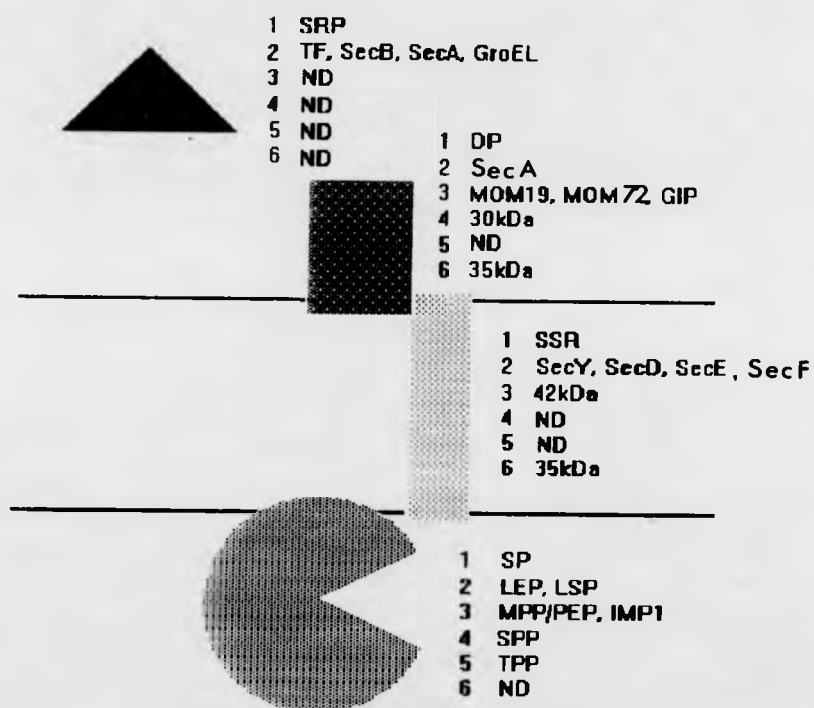 1 SRP
2 TF, SecB, SecA, GroEL
3 ND
4 ND
5 ND
6 ND
1 DP
2 SecA
3 MOM19, MOM72, GIP
4 30kDa
5 ND
6 35kDa
1 SSR
2 SecY, SecD, SecE, SecF
3 42kDa
4 ND
5 ND
6 35kDa
1 SP
2 LEP, LSP
3 MPP/PEP, IMP1
4 SPP
5 TPP
6 ND